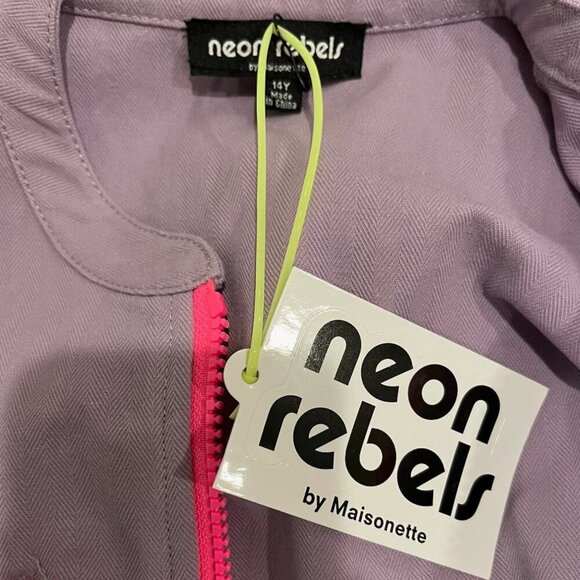 neon rebels
by Maisonette
14Y
Made
in China
neon
rebels
by Maisonette